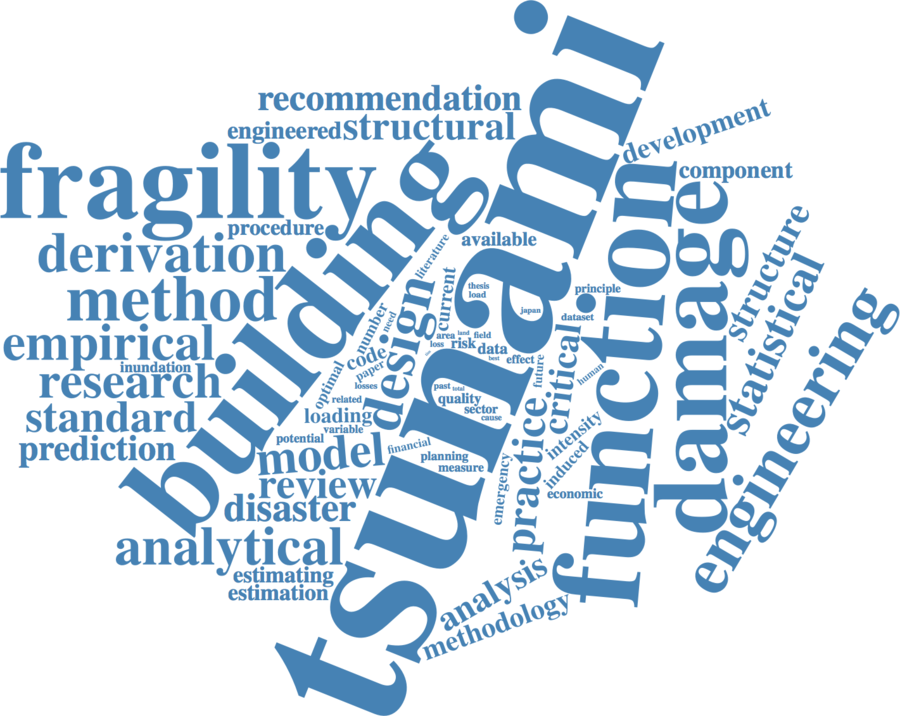 tsunami
recommendation
engineered
structural
development
component
fragility
building
function
damage
procedure
available
derivation
literature
structure
statistical
method
current
thesis
load
japan
principle
dataset
engineering
number
need
design
empirical
code
area
land
field
loss
risk
data
best
effect
critical
inundation
optimal
paper
losses
future
human
research
related
past
total
quality
sector
cause
standard
loading
variable
practice
intensity
prediction
potential
model
financial
planning
measure
induced
review
emergency
economic
disaster
analytical
estimating
estimation
analysis
methodology